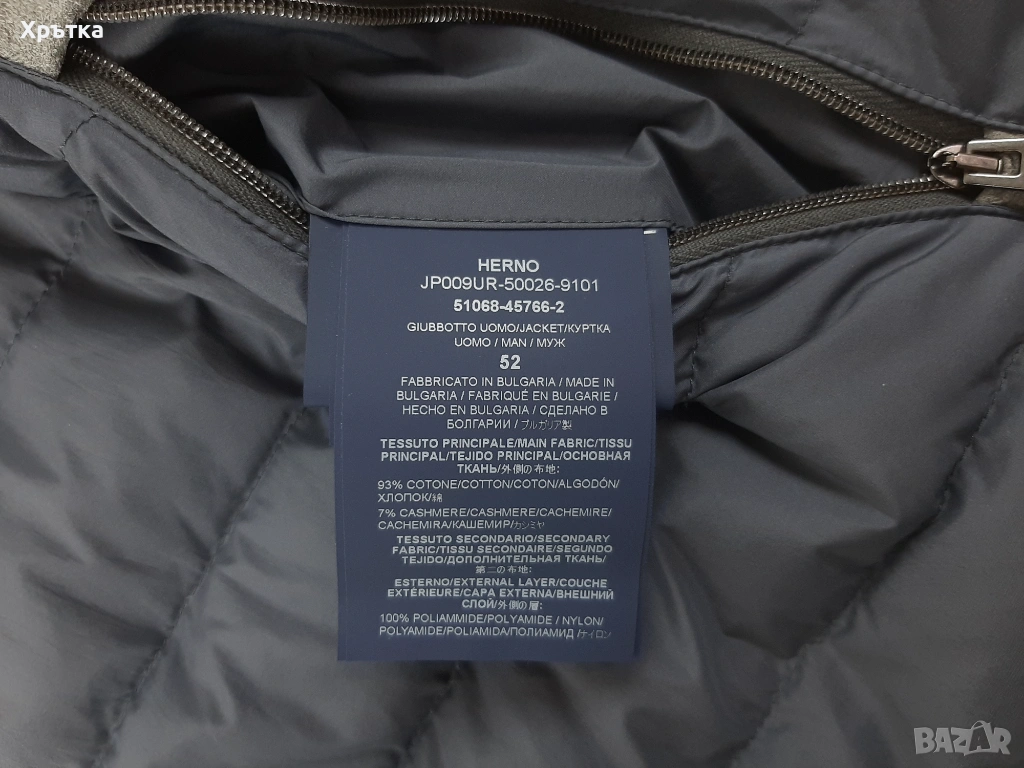 Хрътка
HERNO
JP009UR-50026-9101
51068-45766-2
GIUBBOTTO UOMO/JACKET/КУРТКА
UOMO / MAN / МУЖ
52
FABBRICATO IN BULGARIA / MADE IN
BULGARIA / FABRIQUÉ EN BULGARIE /
HECHO EN BULGARIA / СДЕЛАНО В
БОЛГАРИИ / ブルガリア製
TESSUTO PRINCIPALE/MAIN FABRIC/TISSU
PRINCIPAL/TEJIDO PRINCIPAL/ОСНОВНАЯ
ТКАНЬ/外側の布地:
93% COTONE/COTTON/COTON/ALGODÓN/
ХЛОПОК/綿
7% CASHMERE/CASHMERE/CACHEMIRE/
CACHEMIRA/КАШЕМИР/カシミヤ
TESSUTO SECONDARIO/SECONDARY
FABRIC/TISSU SECONDAIRE/SEGUNDO
TEJIDO/ДОПОЛНИТЕЛЬНАЯ ТКАНЬ/
第二の布地:
ESTERNO/EXTERNAL LAYER/COUCHE
EXTÉRIEURE/CAPA EXTERNA/ВНЕШНИЙ
СЛОЙ/外側の層:
100% POLIAMMIDE/POLYAMIDE / NYLON/
POLYAMIDE/POLIAMIDA/ПОЛИАМИД /ナイロン
BAZAR